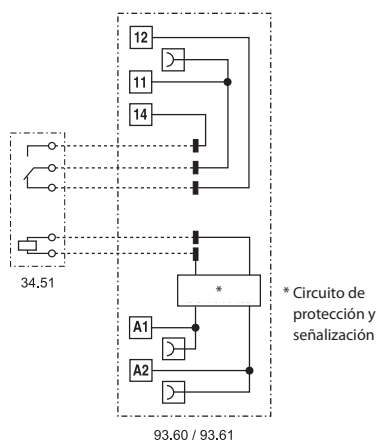 12
11
14
34.51
*
* Circuito de
protección y
señalización
A1
A2
93.60 / 93.61